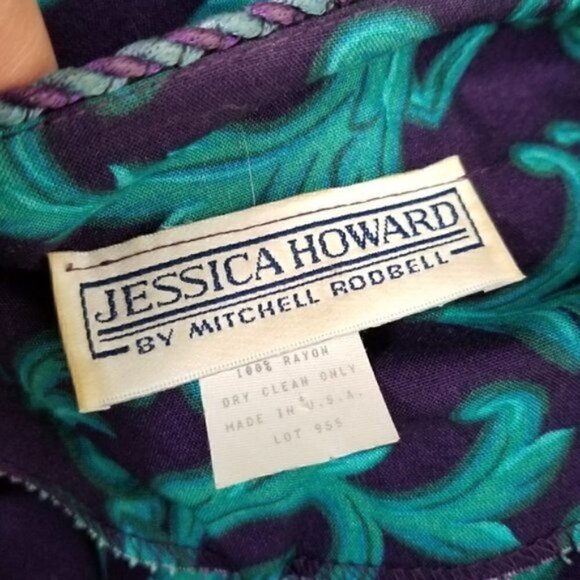 JESSICA HOWARD
BY MITCHELL RODBELL
100% RAYON
DRY CLEAN ONLY
MADE IN U.S.A.
LOT 955